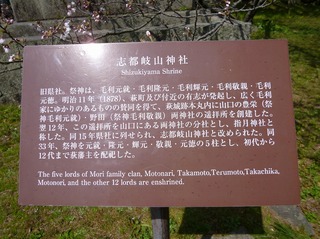 志都岐山神社
Shizukiyama Shrine
旧県社。祭神は、毛利元就・毛利隆元・毛利輝元・毛利敬親・毛利
元徳。明治11年（1878）、萩町及び付近の有志が発起し、広く毛利
家にゆかりのあるものの賛同を得て、萩城跡本丸内に山口の豊栄（祭
神毛利元就）・野田（祭神毛利敬親）両神社の遥拝所を創建した。
翌12年、この遥拝所を山口にある両神社の分社とし、指月神社と
称した。同15年県社に列せられ、志都岐山神社と改められた。同
33年、祭神を元就・隆元・輝元・敬親・元徳の5柱とし、初代から
12代まで萩藩主を配祀した。
The five lords of Mori family clan, Motonari, Takamoto,Terumoto,Takachika,
Motonori, and the other 12 lords are enshrined.